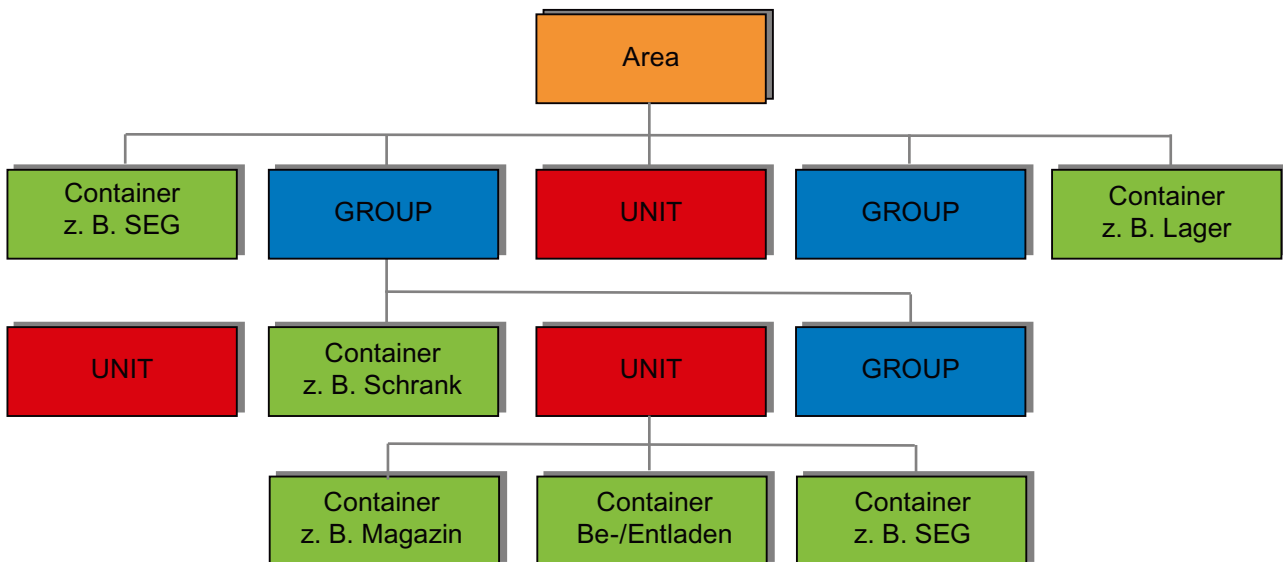 Area
Container
z. B. SEG
GROUP
UNIT
GROUP
Container
z. B. Lager
UNIT
Container
z. B. Schrank
UNIT
GROUP
Container
z. B. Magazin
Container
Be-/Entladen
Container
z. B. SEG